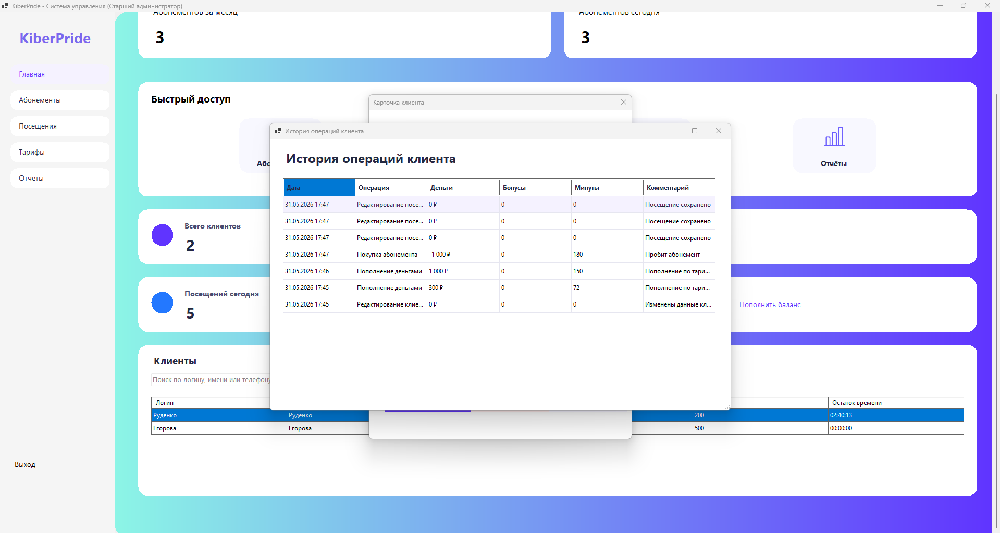 KiberPride - Система управления (Старший администратор)
KiberPride
Главная
Абонементы
Посещения
Тарифы
Отчёты
Выход
Абонементов за месяц
3
Абонементов сегодня
3
Быстрый доступ
Або
Отчёты
Всего клиентов
2
Посещений сегодня
5
Пополнить баланс
Клиенты
Поиск по логину, имени или телефону
Логин Остаток времени
Руденко Руденко 200 02:40:13
Егорова Егорова 500 00:00:00
Карточка клиента
История операций клиента
История операций клиента
Дата Операция Деньги Бонусы Минуты Комментарий
31.05.2026 17:47 Редактирование посе... 0 ₽ 0 0 Посещение сохранено
31.05.2026 17:47 Редактирование посе... 0 ₽ 0 0 Посещение сохранено
31.05.2026 17:47 Редактирование посе... 0 ₽ 0 0 Посещение сохранено
31.05.2026 17:47 Покупка абонемента -1 000 ₽ 0 180 Пробит абонемент
31.05.2026 17:46 Пополнение деньгами 1 000 ₽ 0 150 Пополнение по тари...
31.05.2026 17:45 Пополнение деньгами 300 ₽ 0 72 Пополнение по тари...
31.05.2026 17:45 Редактирование клие... 0 ₽ 0 0 Изменены данные кл...